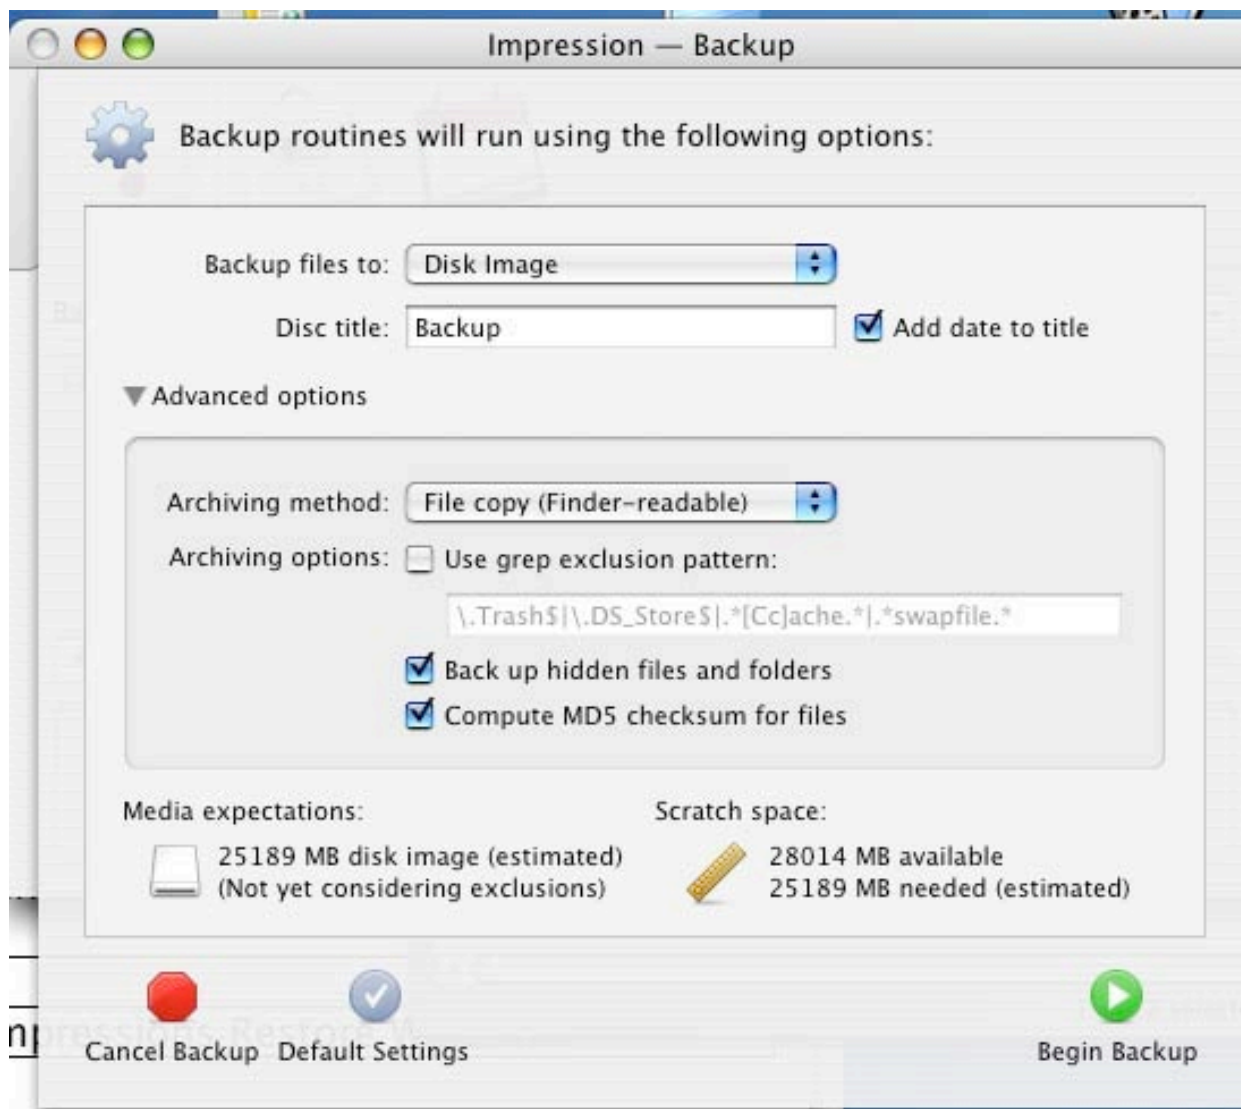 Impression — Backup
Backup routines will run using the following options:
Backup files to: Disk Image
Disc title: Backup Add date to title
Advanced options
Archiving method: File copy (Finder-readable)
Archiving options: Use grep exclusion pattern:
\.Trash$|\.DS_Store$|.*[Cc]ache.*|.*swapfile.*
Back up hidden files and folders
Compute MD5 checksum for files
Media expectations: Scratch space:
25189 MB disk image (estimated) 28014 MB available
(Not yet considering exclusions) 25189 MB needed (estimated)
Cancel Backup Default Settings Begin Backup